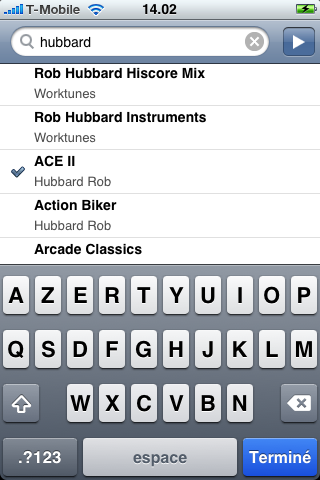 T-Mobile 14.02
hubbard
Rob Hubbard Hiscore Mix
Worktunes
Rob Hubbard Instruments
Worktunes
ACE II
Hubbard Rob
Action Biker
Hubbard Rob
Arcade Classics
A Z E R T Y U I O P
Q S D F G H J K L M
W X C V B N
.?123 espace Terminé